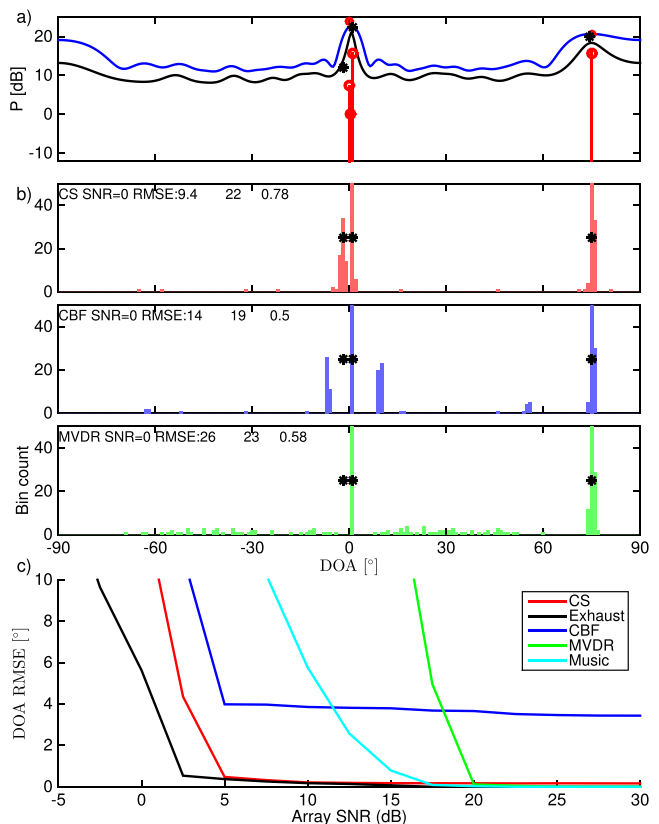 a)
P [dB]
20
10
0
-10
b)
CS SNR=0 RMSE:9.4 22 0.78
40
20
0
CBF SNR=0 RMSE:14 19 0.5
40
20
0
MVDR SNR=0 RMSE:26 23 0.58
Bin count
40
20
0
-90 -60 -30 0 30 60 90
DOA [°]
c)
DOA RMSE [°]
10
8
6
4
2
0
CS
Exhaust
CBF
MVDR
Music
-5 0 5 10 15 20 25 30
Array SNR (dB)